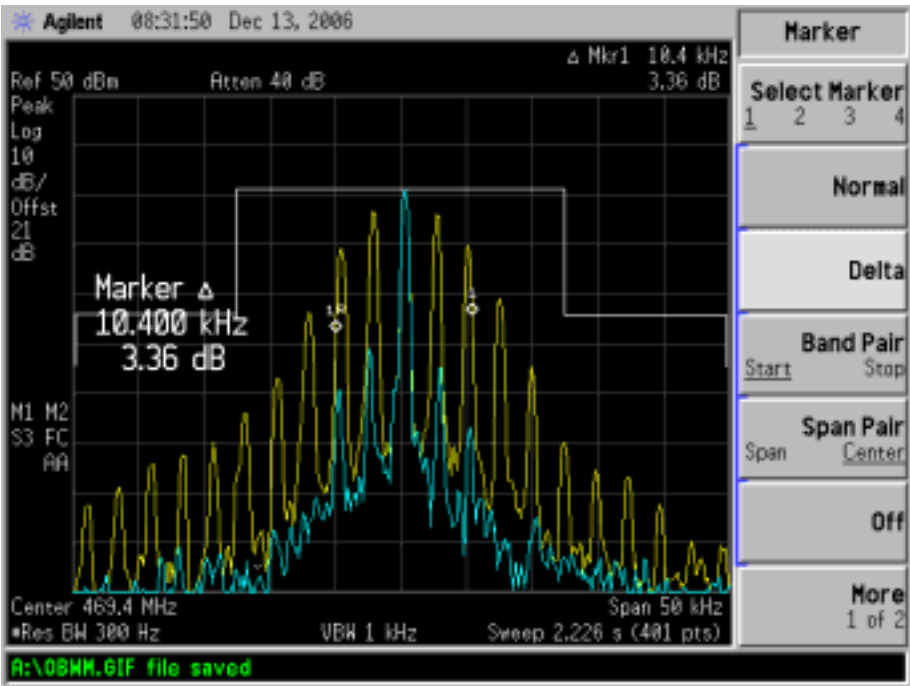 Agilent 08:31:50 Dec 13, 2006
Marker
Δ Mkr1 10.4 kHz
Ref 50 dBm Atten 40 dB 3.36 dB
Peak
Log
10
dB/
Offst
21
dB
1R
1
Marker Δ
10.400 kHz
3.36 dB
M1 M2
S3 FC
AA
Center 469.4 MHz Span 50 kHz
*Res BW 300 Hz VBW 1 kHz Sweep 2.226 s (401 pts)
A:\OBWM.GIF file saved
Select Marker
1 2 3 4
Normal
Delta
Band Pair
Start Stop
Span Pair
Span Center
Off
More
1 of 2